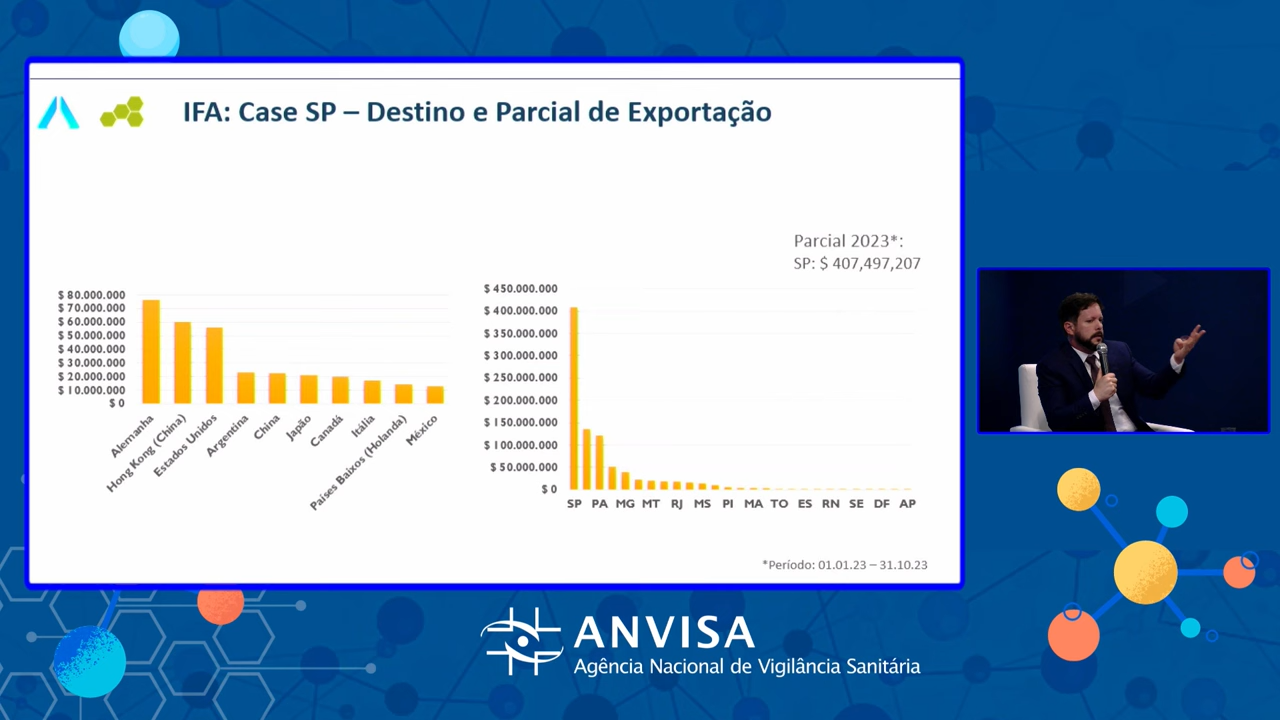 IFA: Case SP – Destino e Parcial de Exportação
Parcial 2023*:
SP: $ 407,497,207
$ 80.000.000
$ 70.000.000
$ 60.000.000
$ 50.000.000
$ 40.000.000
$ 30.000.000
$ 20.000.000
$ 10.000.000
$ 0
Alemanha
Hong Kong (China)
Estados Unidos
Argentina
China
Japão
Canadá
Itália
Países Baixos (Holanda)
México
$ 450.000.000
$ 400.000.000
$ 350.000.000
$ 300.000.000
$ 250.000.000
$ 200.000.000
$ 150.000.000
$ 100.000.000
$ 50.000.000
$ 0
SP PA MG MT RJ MS PI MA TO ES RN SE DF AP
*Período: 01.01.23 – 31.10.23
ANVISA
Agência Nacional de Vigilância Sanitária